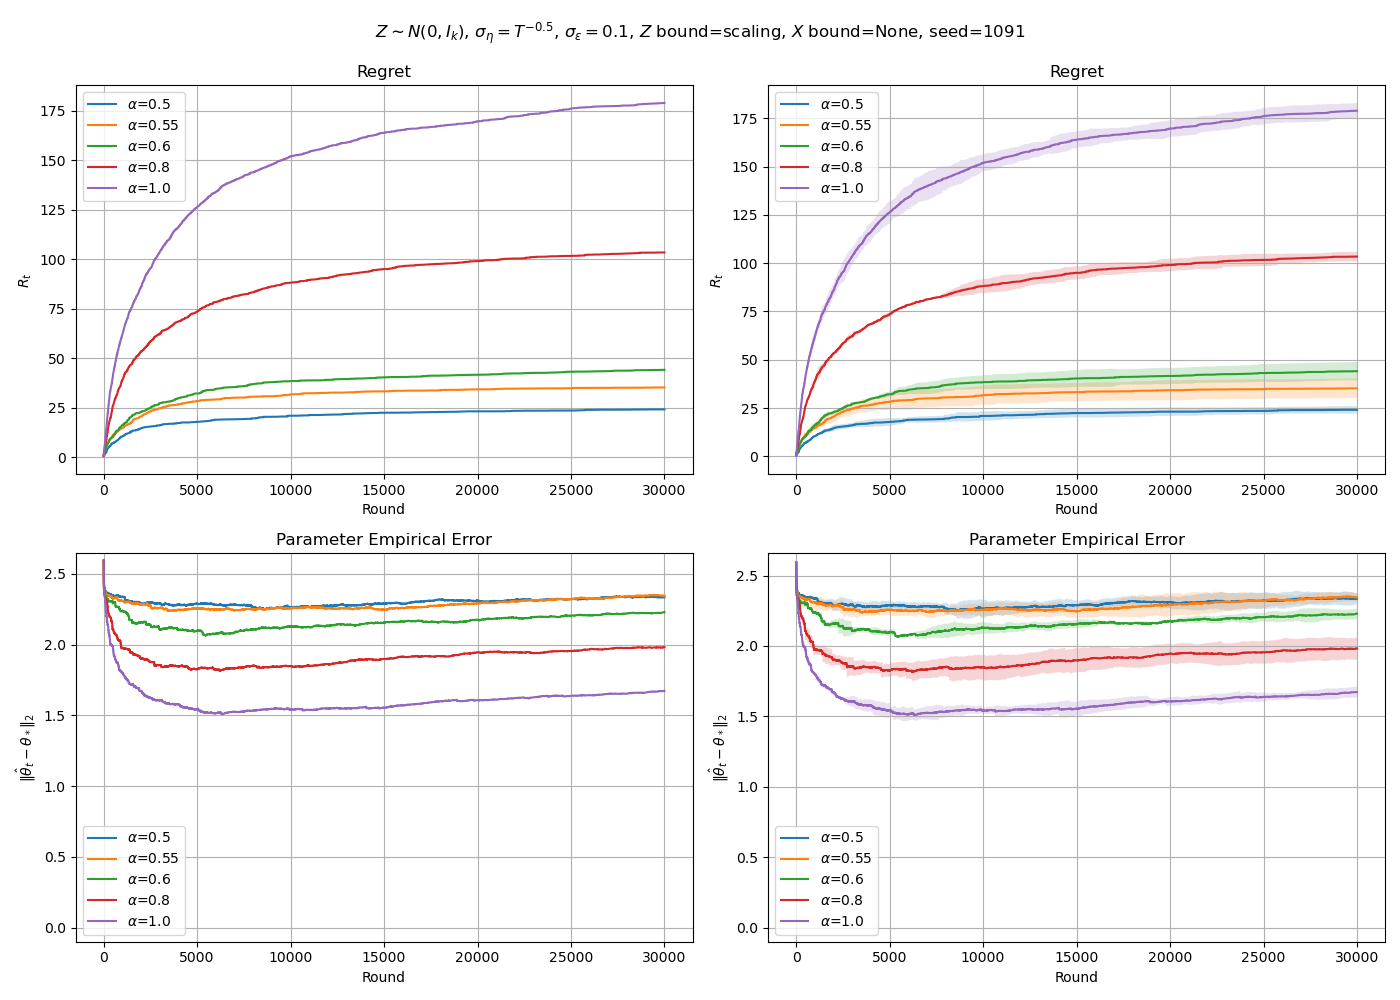 Z ∼ N(0, I_k), σ_η = T^{−0.5}, σ_ε = 0.1, Z bound=scaling, X bound=None, seed=1091
Regret
R_t
175
150
125
100
75
50
25
0
α=0.5
α=0.55
α=0.6
α=0.8
α=1.0
0 5000 10000 15000 20000 25000 30000
Round
Regret
R_t
175
150
125
100
75
50
25
0
α=0.5
α=0.55
α=0.6
α=0.8
α=1.0
0 5000 10000 15000 20000 25000 30000
Round
Parameter Empirical Error
‖θ̂_t − θ_*‖_2
2.5
2.0
1.5
1.0
0.5
0.0
α=0.5
α=0.55
α=0.6
α=0.8
α=1.0
0 5000 10000 15000 20000 25000 30000
Round
Parameter Empirical Error
‖θ̂_t − θ_*‖_2
2.5
2.0
1.5
1.0
0.5
0.0
α=0.5
α=0.55
α=0.6
α=0.8
α=1.0
0 5000 10000 15000 20000 25000 30000
Round